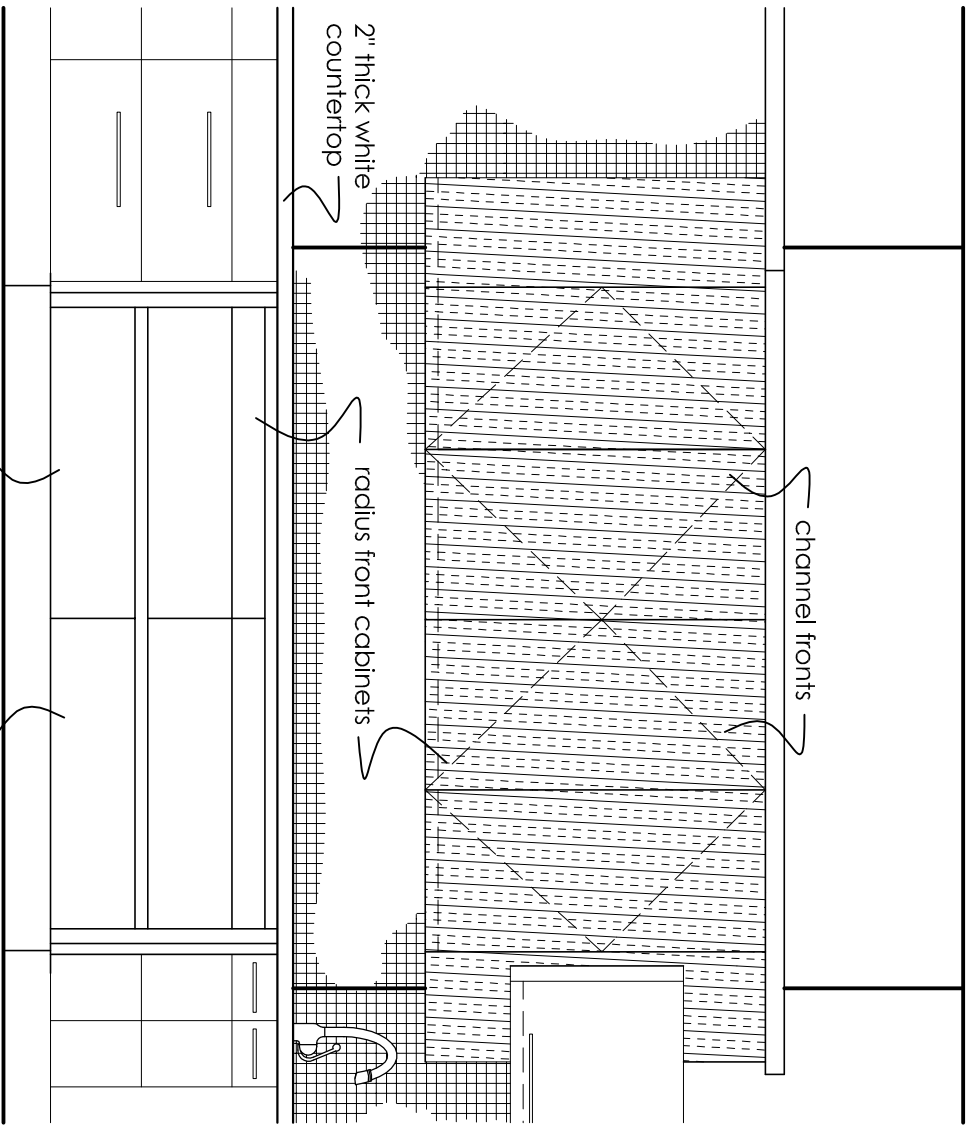 2" thick white
countertop
radius front cabinets
channel fronts